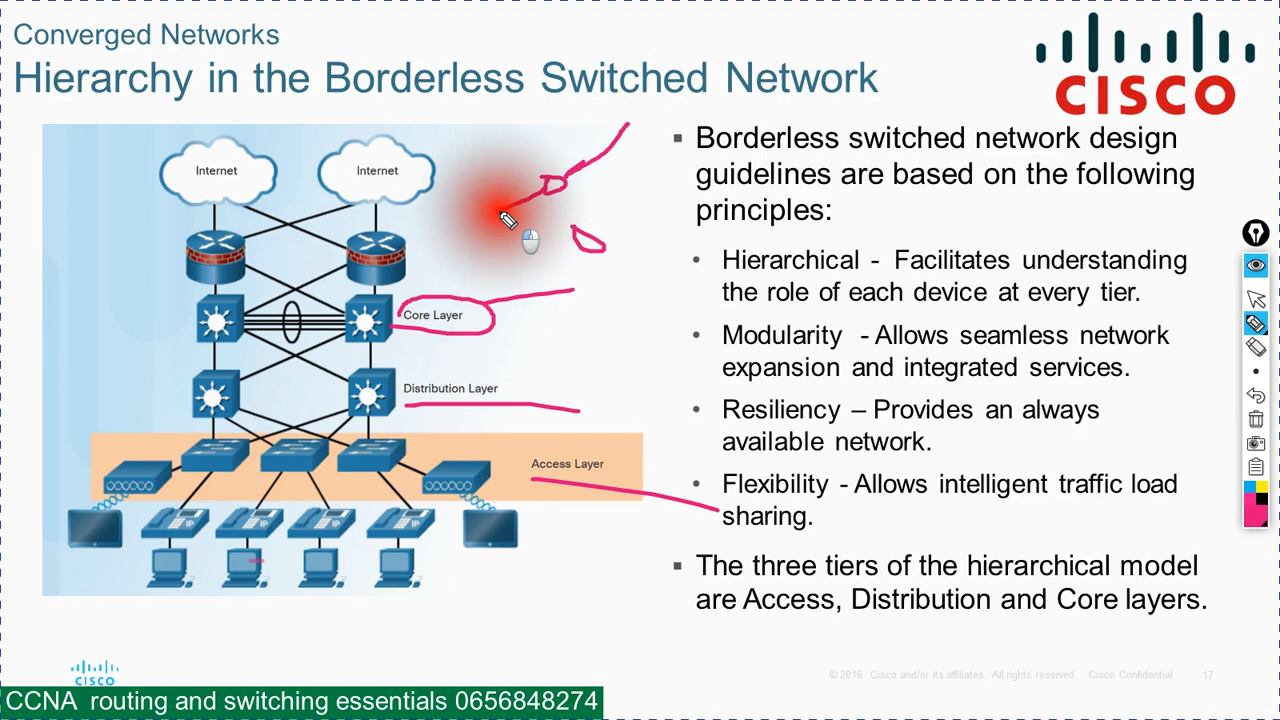 Converged Networks
Hierarchy in the Borderless Switched Network
CISCO
Internet
Internet
Core Layer
Distribution Layer
Access Layer
IP
IP
IP
IP
▪ Borderless switched network design
guidelines are based on the following
principles:
• Hierarchical - Facilitates understanding
the role of each device at every tier.
• Modularity - Allows seamless network
expansion and integrated services.
• Resiliency – Provides an always
available network.
• Flexibility - Allows intelligent traffic load
sharing.
▪ The three tiers of the hierarchical model
are Access, Distribution and Core layers.
CISCO
© 2016 Cisco and/or its affiliates. All rights reserved. Cisco Confidential 17
CCNA routing and switching essentials 0656848274